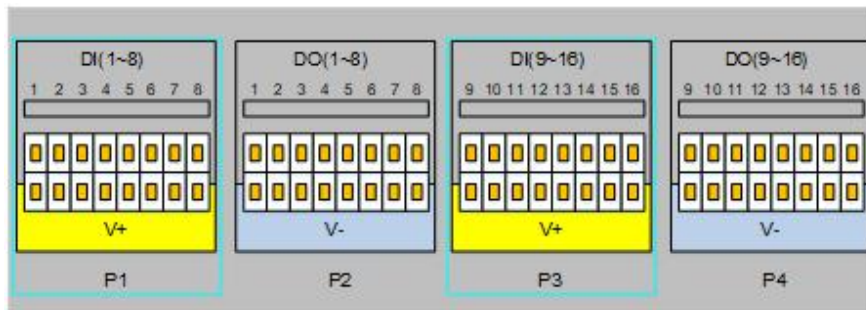 DI(1~8)
1 2 3 4 5 6 7 8
V+
P1
DO(1~8)
1 2 3 4 5 6 7 8
V-
P2
DI(9~16)
9 10 11 12 13 14 15 16
V+
P3
DO(9~16)
9 10 11 12 13 14 15 16
V-
P4